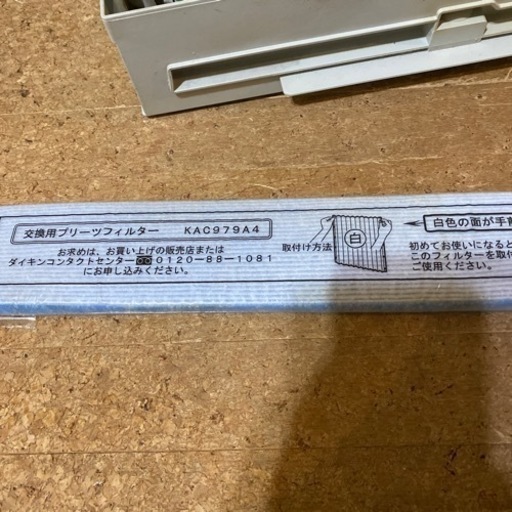 交換用プリーツフィルター KAC979A4
お求めは、お買い上げの販売店または
ダイキンコンタクトセンター 0120-88-1081
にお申し込みください。
取付け方法
白
白色の面が手前
初めてお使いになると
このフィルターを取付
ご使用ください。